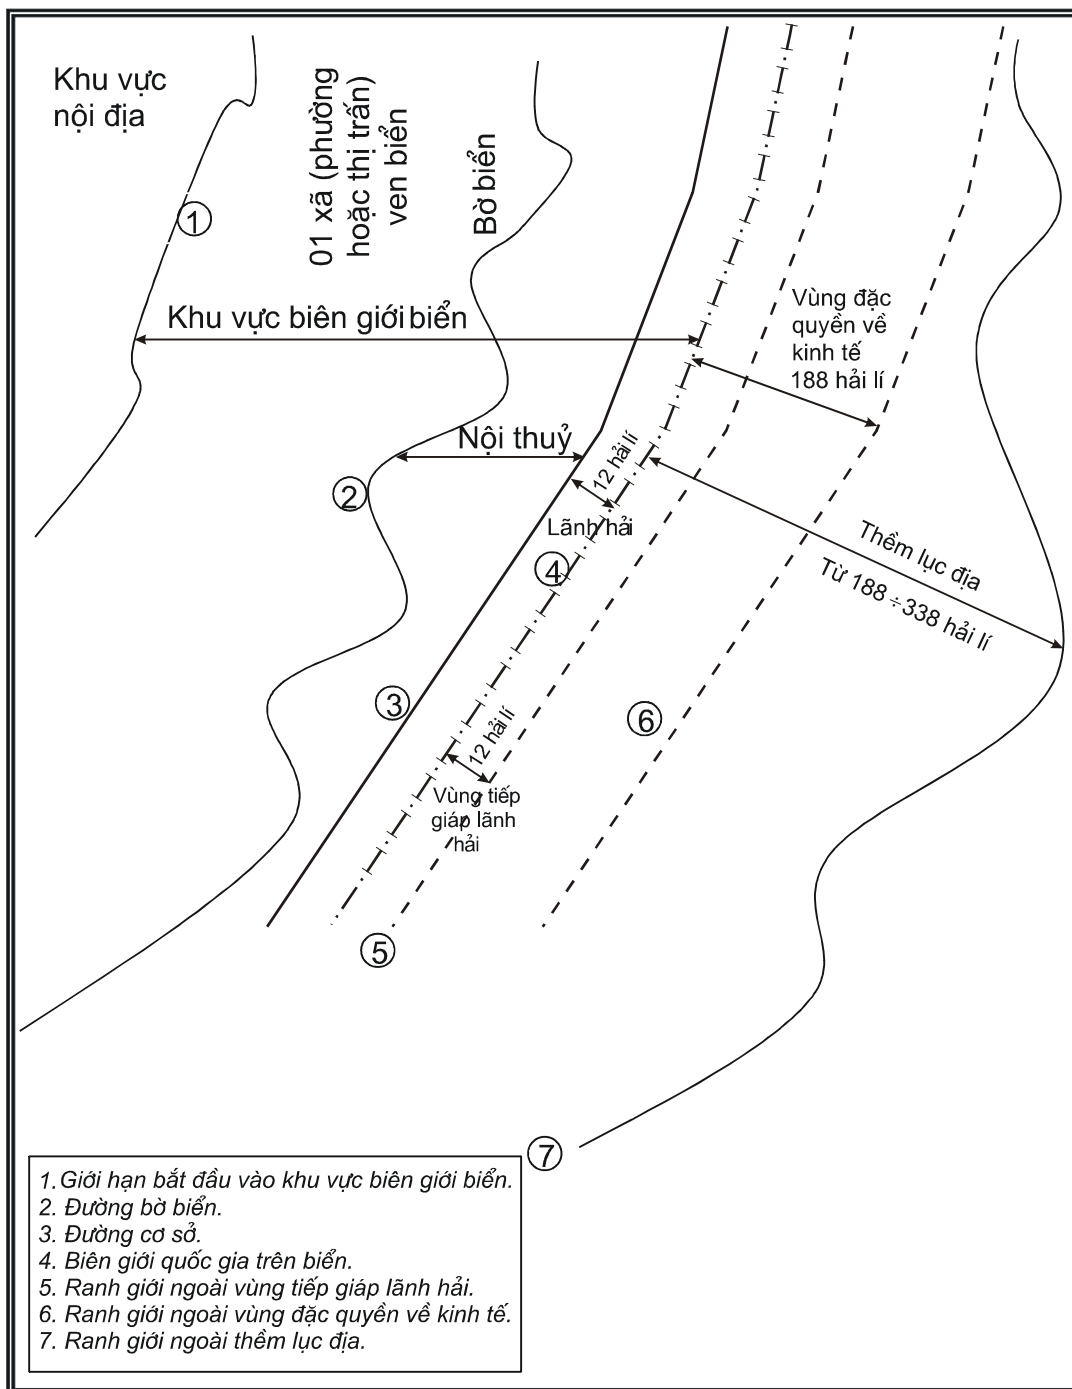 Khu vực
nội địa
01 xã (phường
hoặc thị trấn)
ven biển
Bờ biển
1
Khu vực biên giới biển
Vùng đặc
quyền về
kinh tế
188 hải lí
Nội thuỷ
12 hải lí
2
Lãnh hải
Thềm lục địa
Từ 188 ÷ 338 hải lí
4
3
6
12 hải lí
Vùng tiếp
giáp lãnh
hải
5
7
1. Giới hạn bắt đầu vào khu vực biên giới biển.
2. Đường bờ biển.
3. Đường cơ sở.
4. Biên giới quốc gia trên biển.
5. Ranh giới ngoài vùng tiếp giáp lãnh hải.
6. Ranh giới ngoài vùng đặc quyền về kinh tế.
7. Ranh giới ngoài thềm lục địa.